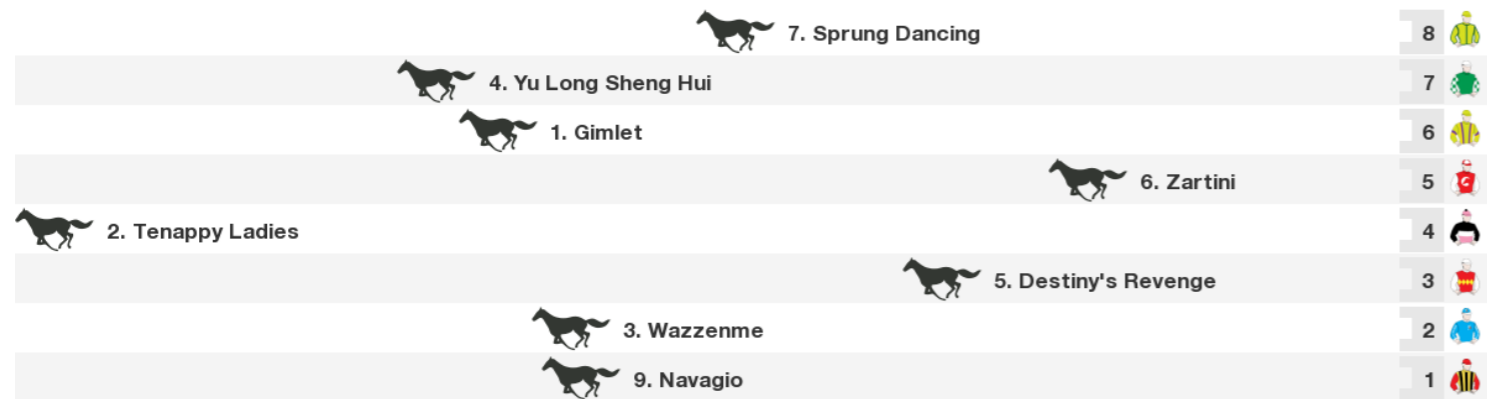 7. Sprung Dancing 8
4. Yu Long Sheng Hui 7
1. Gimlet 6
6. Zartini 5
2. Tenappy Ladies 4
5. Destiny's Revenge 3
3. Wazzenme 2
9. Navagio 1